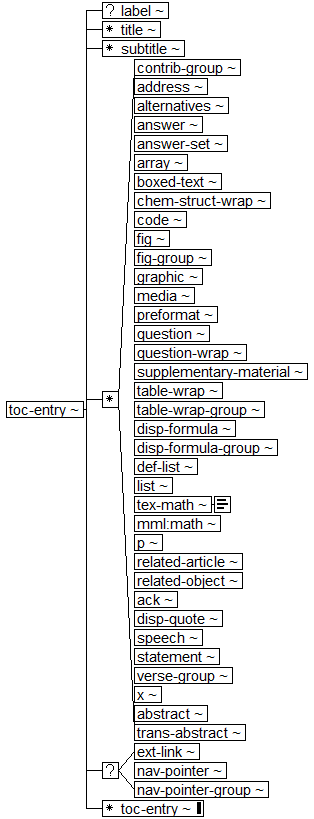 ? label ~
* title ~
* subtitle ~
contrib-group ~
address ~
alternatives ~
answer ~
answer-set ~
array ~
boxed-text ~
chem-struct-wrap ~
code ~
fig ~
fig-group ~
graphic ~
media ~
preformat ~
question ~
question-wrap ~
supplementary-material ~
table-wrap ~
toc-entry ~ *
table-wrap-group ~
disp-formula ~
disp-formula-group ~
def-list ~
list ~
tex-math ~
mml:math ~
p ~
related-article ~
related-object ~
ack ~
disp-quote ~
speech ~
statement ~
verse-group ~
x ~
abstract ~
trans-abstract ~
ext-link ~
? nav-pointer ~
nav-pointer-group ~
* toc-entry ~